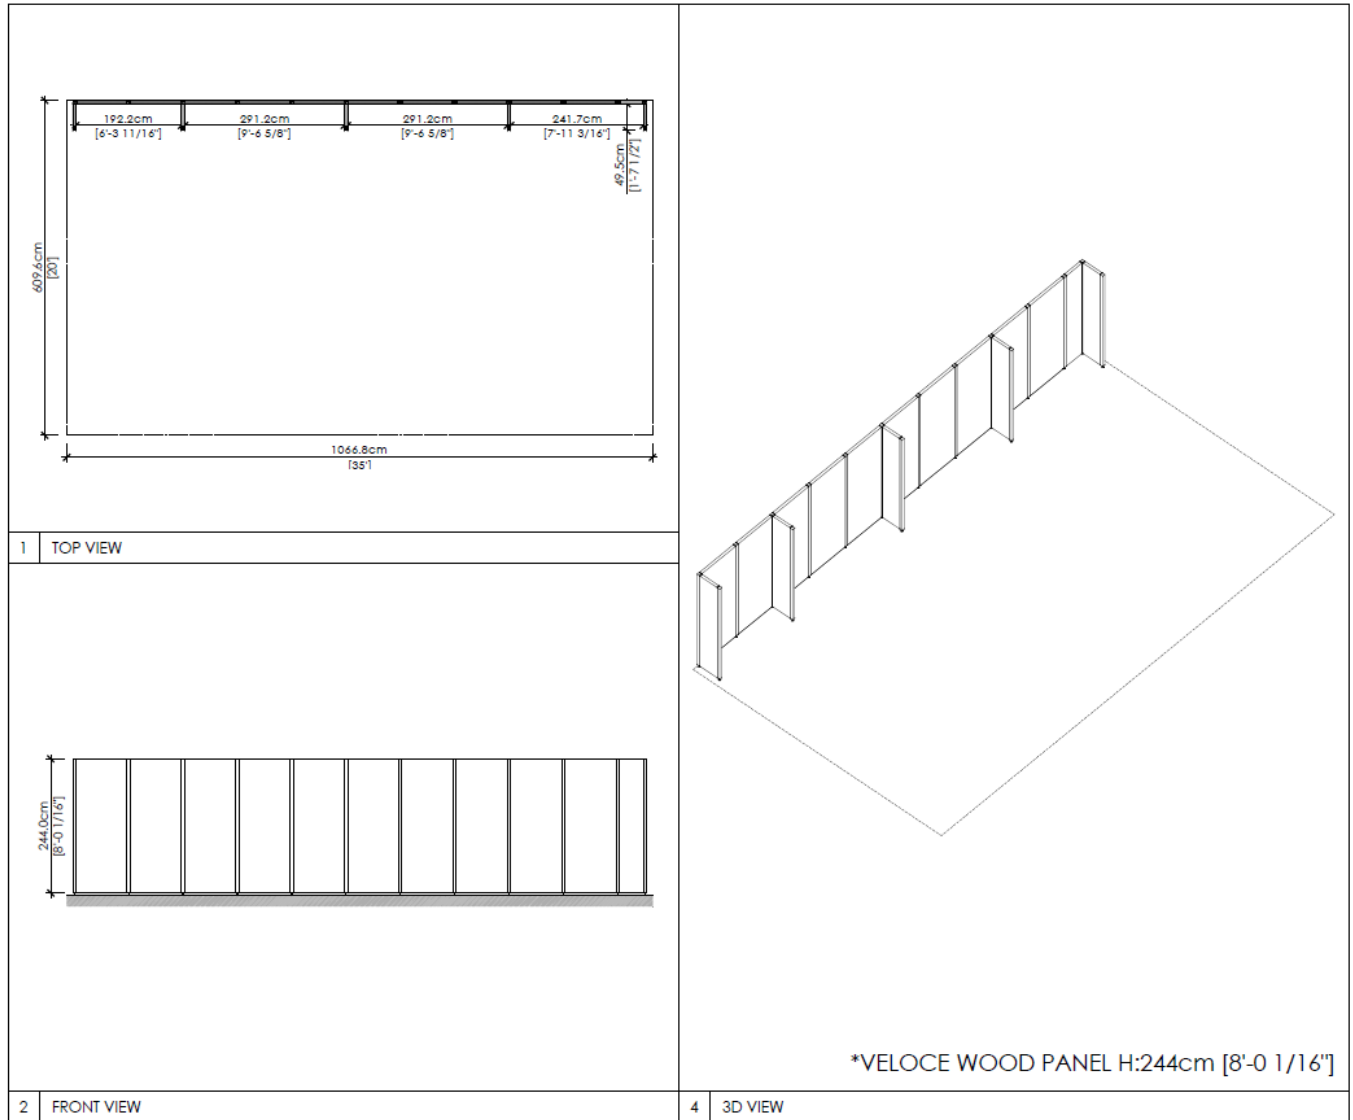 192.2cm
[6'-3 11/16"]
291.2cm
[9'-6 5/8"]
291.2cm
[9'-6 5/8"]
241.7cm
[7'-11 3/16"]
49.5cm
[1'-7 1/2"]
609.6cm
[20']
1066.8cm
[35']
1 TOP VIEW
244.0cm
[8'-0 1/16"]
2 FRONT VIEW
*VELOCE WOOD PANEL H:244cm [8'-0 1/16"]
4 3D VIEW